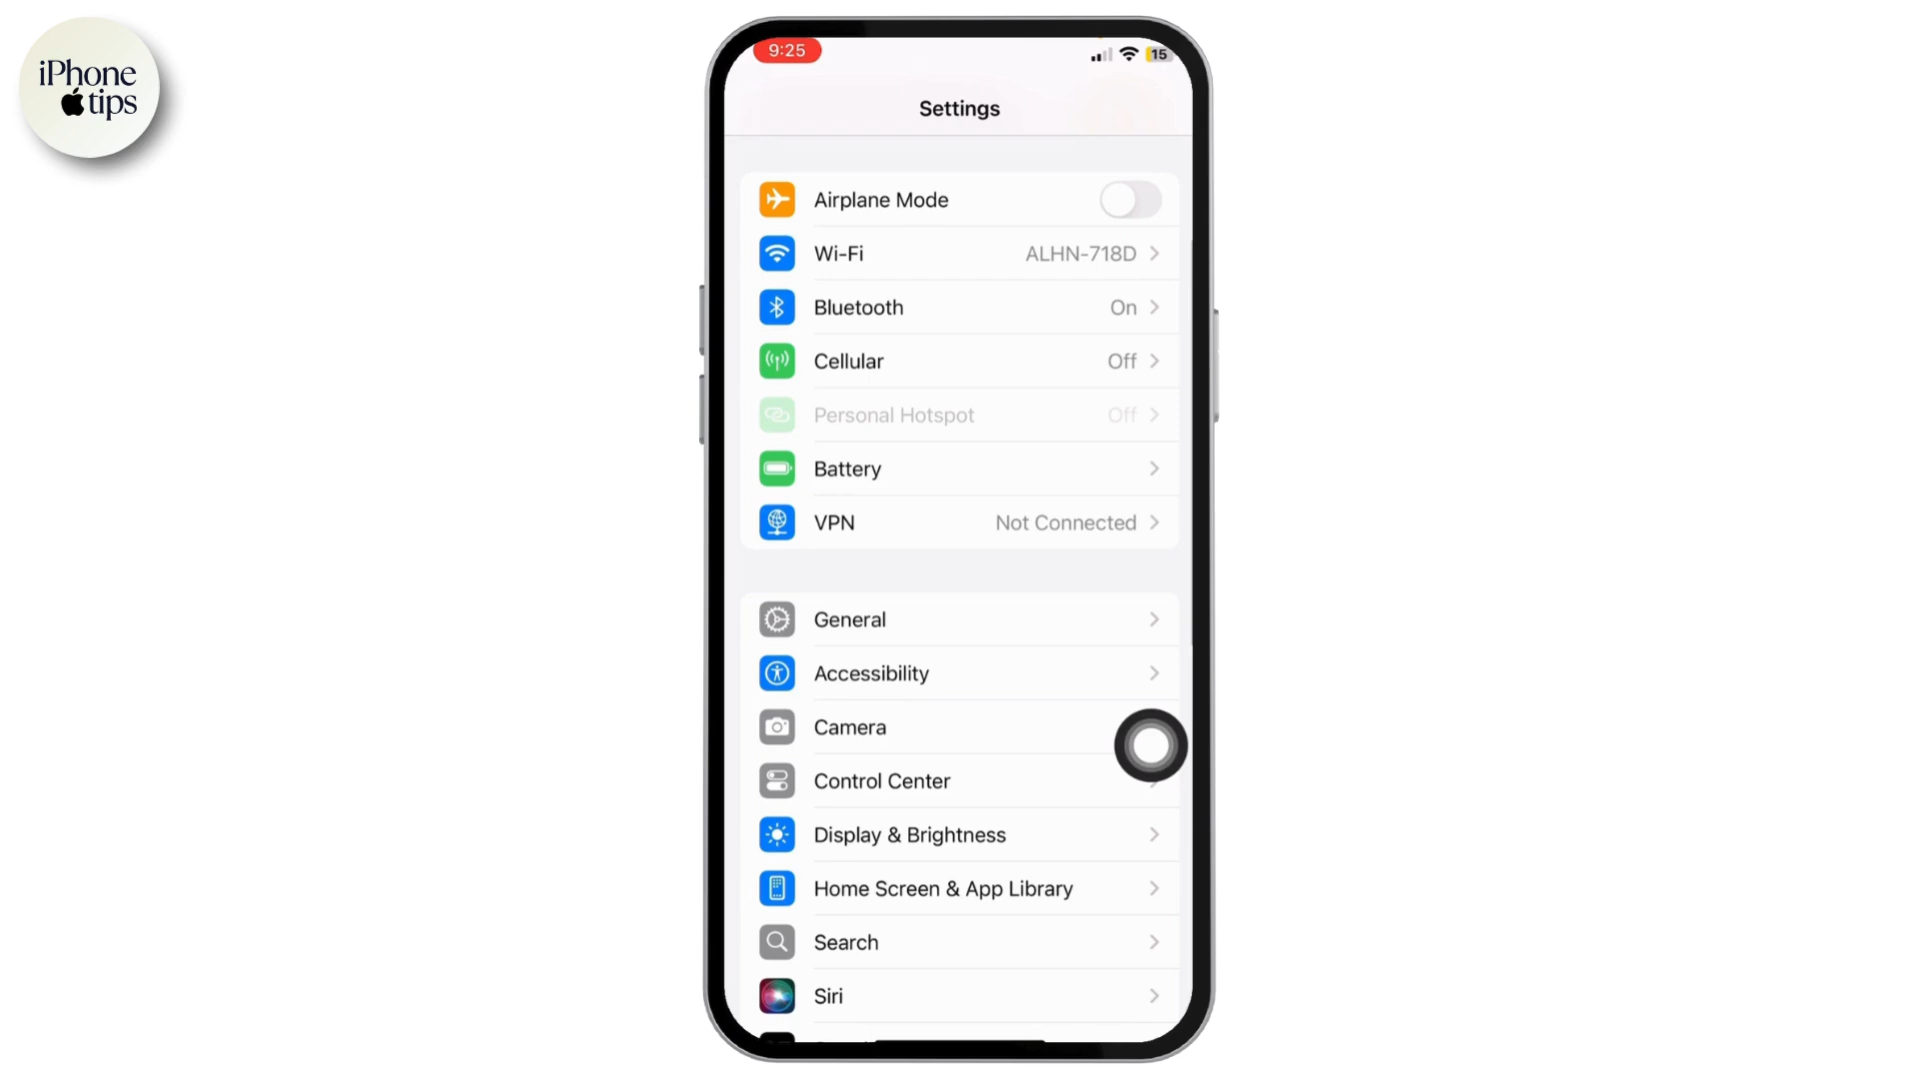 iPhone
tips
9:25
15
Settings
Airplane Mode
Wi-Fi ALHN-718D
Bluetooth On
Cellular Off
Personal Hotspot Off
Battery
VPN Not Connected
General
Accessibility
Camera
Control Center
Display & Brightness
Home Screen & App Library
Search
Siri